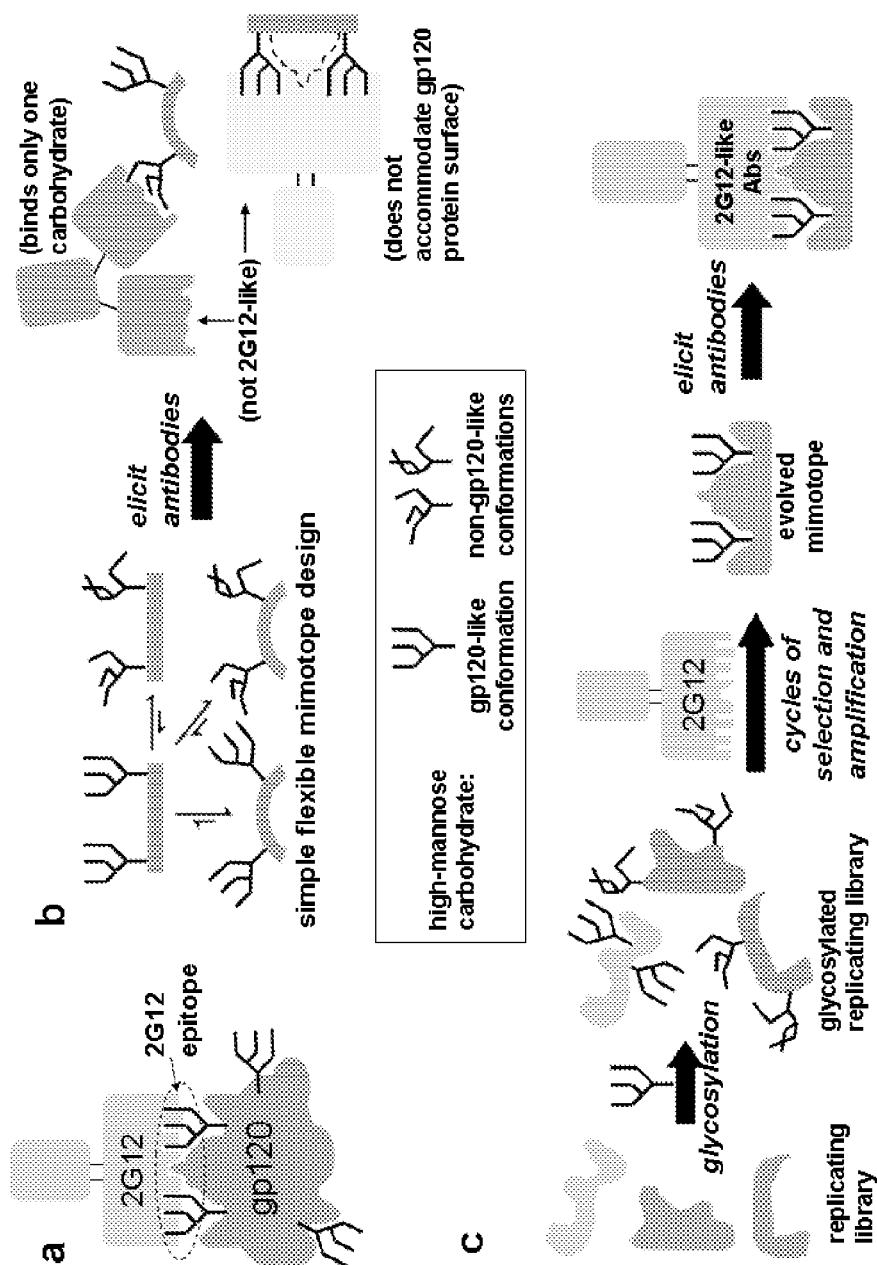 a
2G12
epitope
2G12
gp120
b
simple flexible mimotope design
elicit
antibodies
(binds only one
carbohydrate)
(not 2G12-like)
(does not
accommodate gp120
protein surface)
high-mannose
carbohydrate:
gp120-like
conformation
non-gp120-like
conformations
c
replicating
library
glycosylation
glycosylated
replicating library
2G12
cycles of
selection and
amplification
evolved
mimotope
elicit
antibodies
2G12-like
Abs